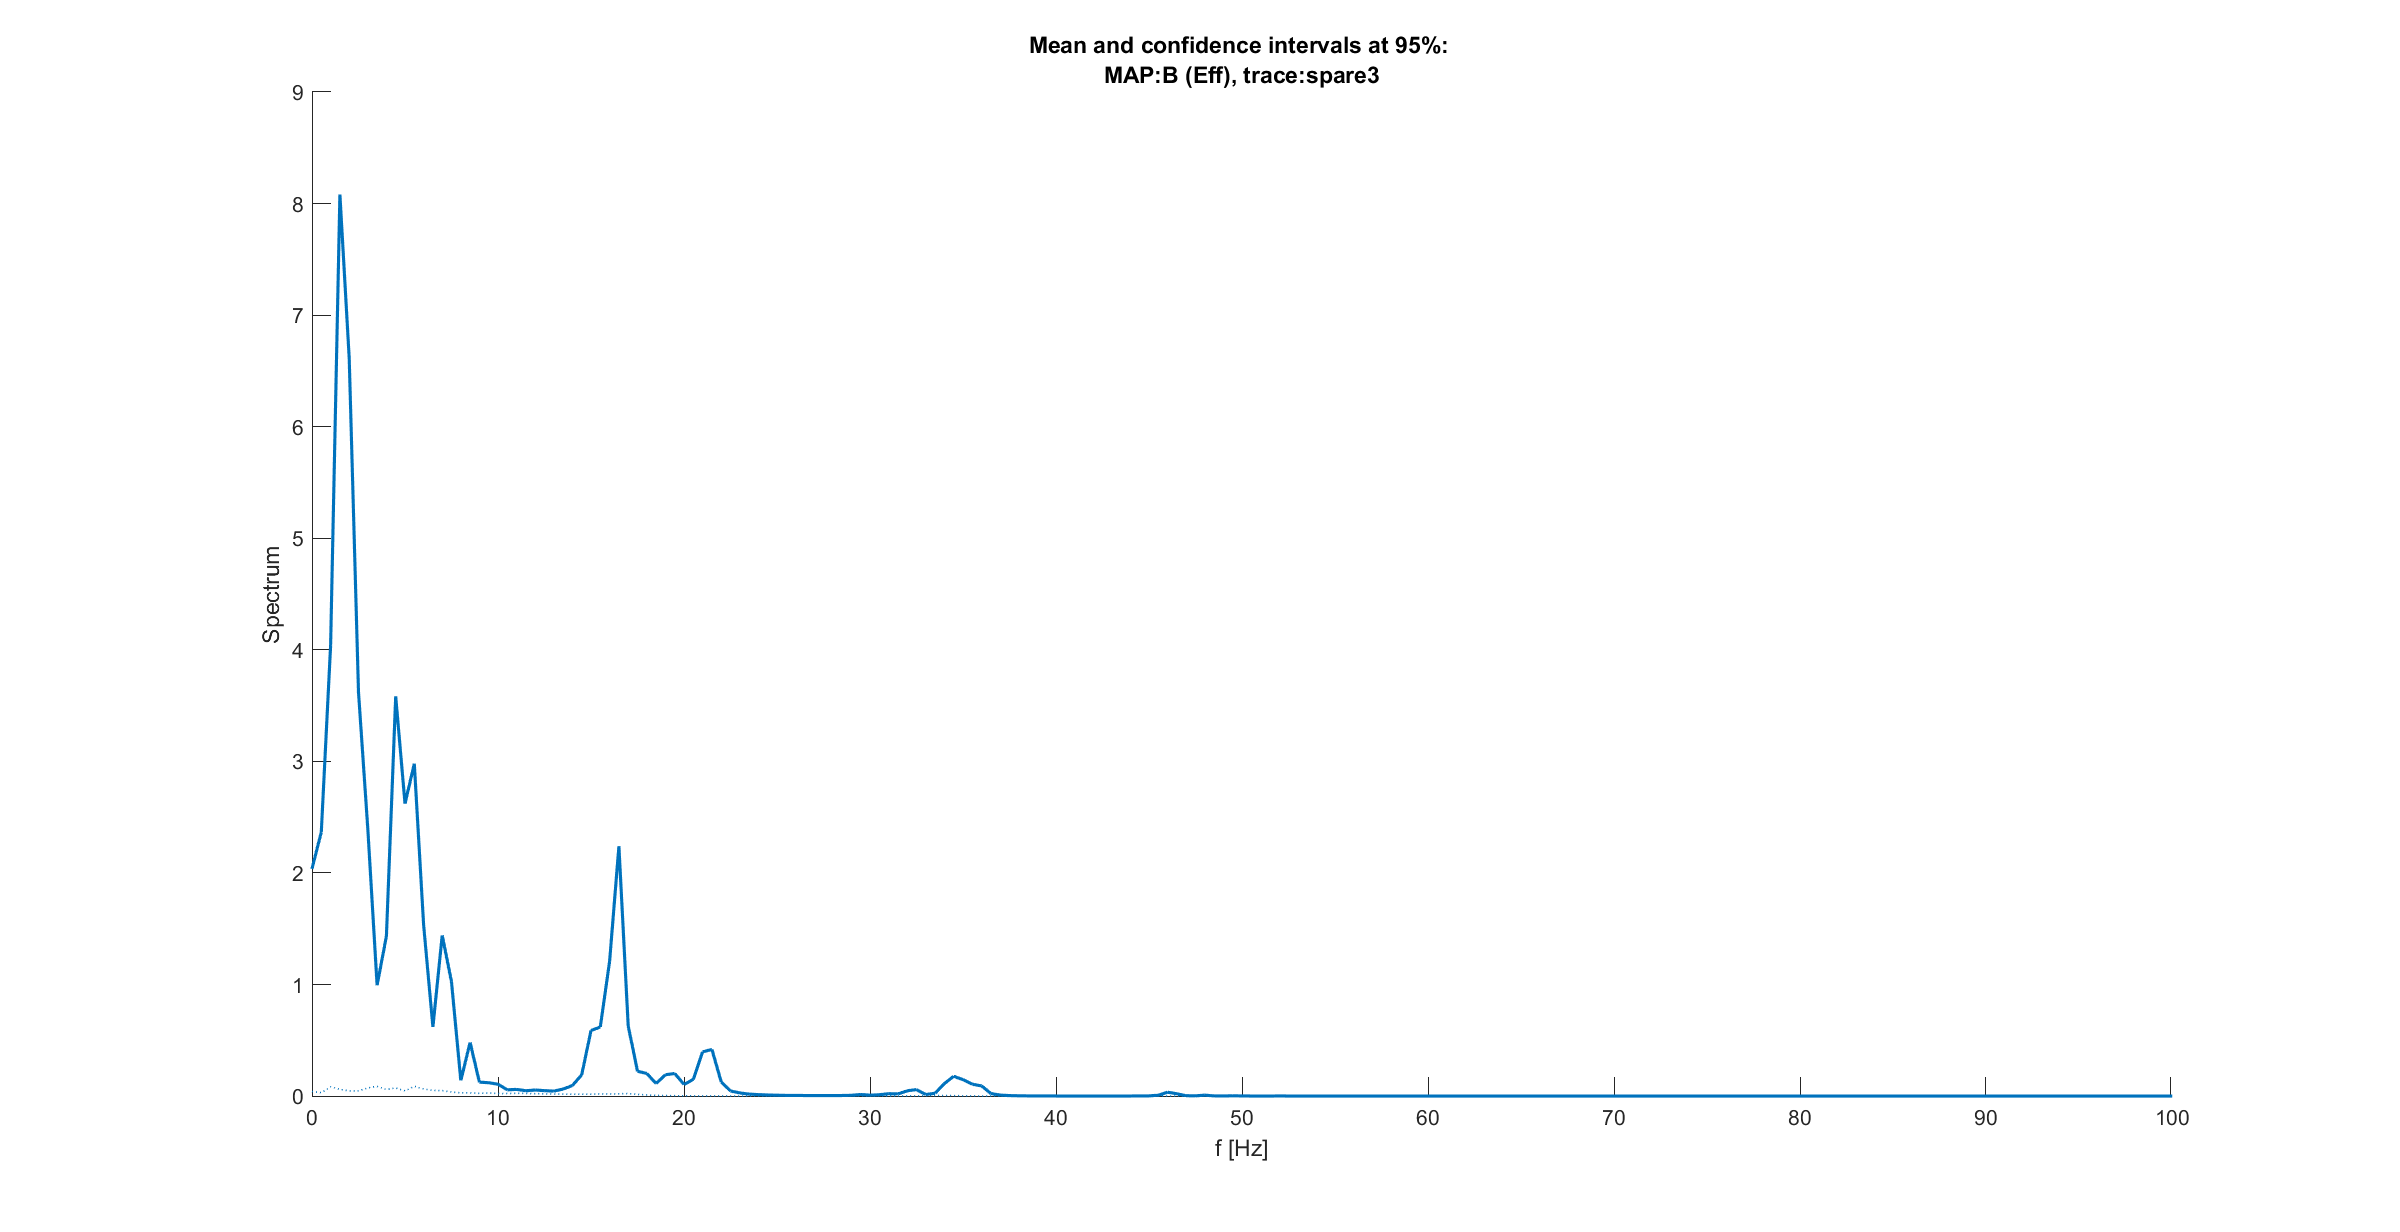 Mean and confidence intervals at 95%:
MAP:B (Eff), trace:spare3
9
8
7
6
5
4
3
2
1
0
Spectrum
0 10 20 30 40 50 60 70 80 90 100
f [Hz]